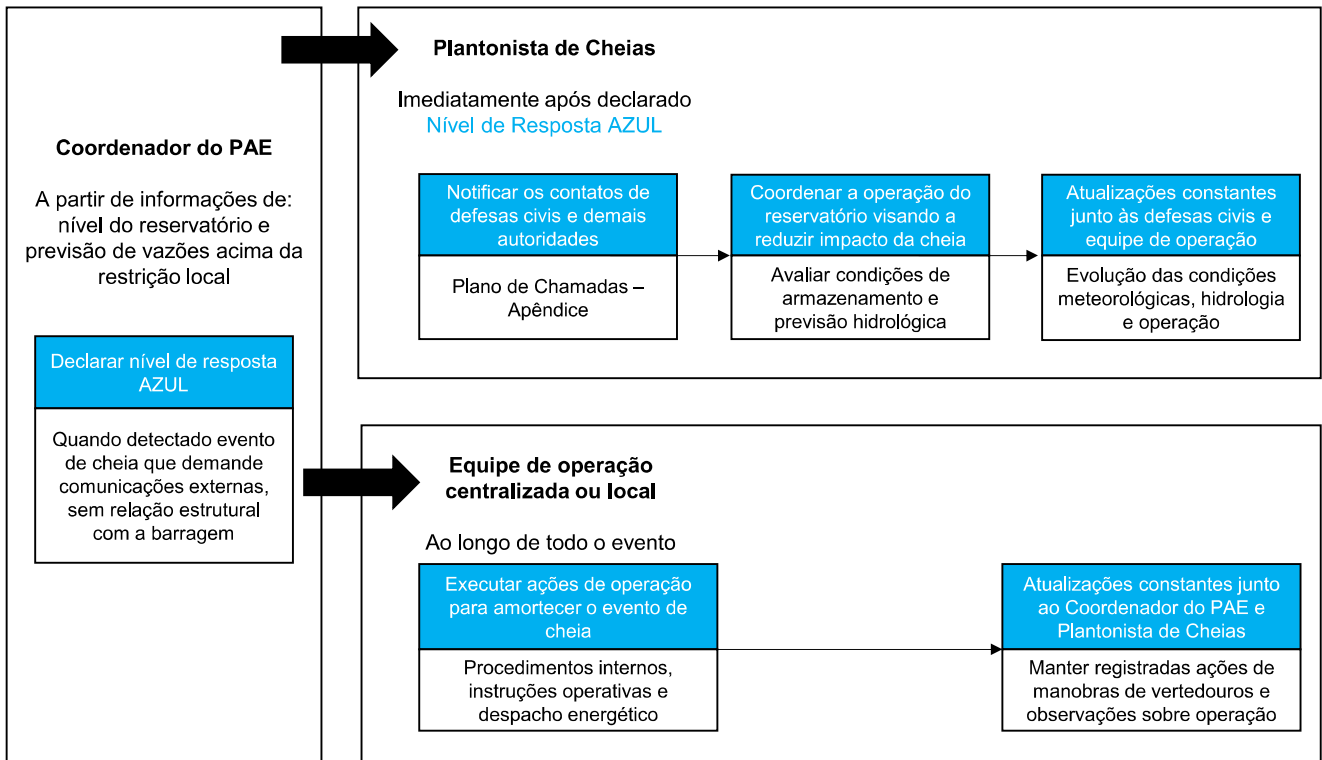 Coordenador do PAE
A partir de informações de:
nível do reservatório e
previsão de vazões acima da
restrição local
Declarar nível de resposta
AZUL
Quando detectado evento
de cheia que demande
comunicações externas,
sem relação estrutural
com a barragem
Plantonista de Cheias
Imediatamente após declarado
Nível de Resposta AZUL
Notificar os contatos de
defesas civis e demais
autoridades
Plano de Chamadas –
Apêndice
Coordenar a operação do
reservatório visando a
reduzir impacto da cheia
Avaliar condições de
armazenamento e
previsão hidrológica
Atualizações constantes
junto às defesas civis e
equipe de operação
Evolução das condições
meteorológicas, hidrologia
e operação
Equipe de operação
centralizada ou local
Ao longo de todo o evento
Executar ações de operação
para amortecer o evento de
cheia
Procedimentos internos,
instruções operativas e
despacho energético
Atualizações constantes junto
ao Coordenador do PAE e
Plantonista de Cheias
Manter registradas ações de
manobras de vertedouros e
observações sobre operação